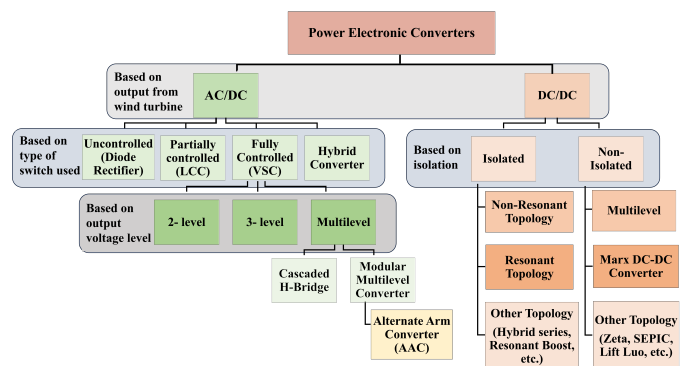 Power Electronic Converters
Based on
output from
wind turbine
AC/DC
DC/DC
Based on
type of
switch used
Uncontrolled
(Diode
Rectifier)
Partially
controlled
(LCC)
Fully
Controlled
(VSC)
Hybrid
Converter
Based on
isolation
Isolated
Non-
Isolated
Based on
output
voltage level
2- level
3- level
Multilevel
Cascaded
H-Bridge
Modular
Multilevel
Converter
Alternate Arm
Converter
(AAC)
Non-Resonant
Topology
Resonant
Topology
Other Topology
(Hybrid series,
Resonant Boost,
etc.)
Multilevel
Marx DC-DC
Converter
Other Topology
(Zeta, SEPIC,
Lift Luo, etc.)